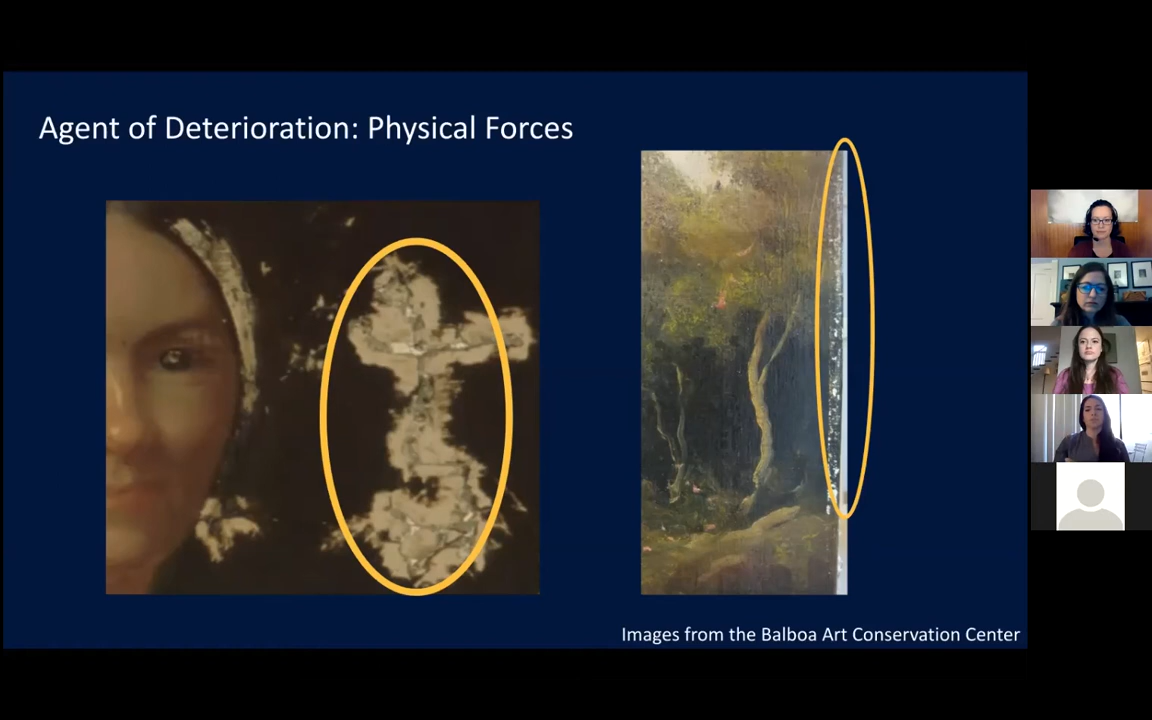 Agent of Deterioration: Physical Forces
Images from the Balboa Art Conservation Center